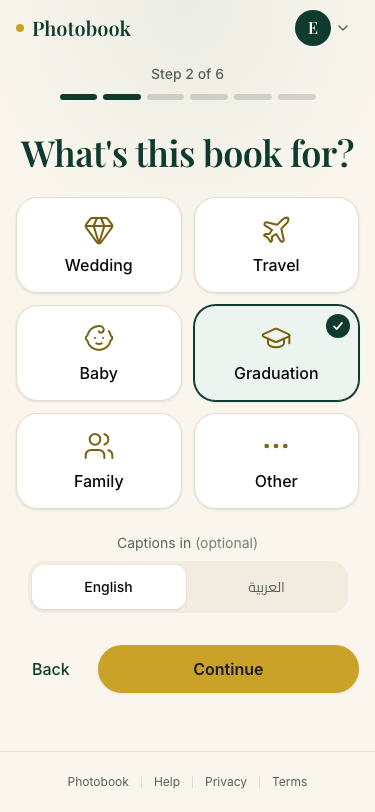 Photobook
E
Step 2 of 6
What's this book for?
Wedding
Travel
Baby
Graduation
Family
Other
Captions in (optional)
English
العربية
Back
Continue
Photobook
Help
Privacy
Terms